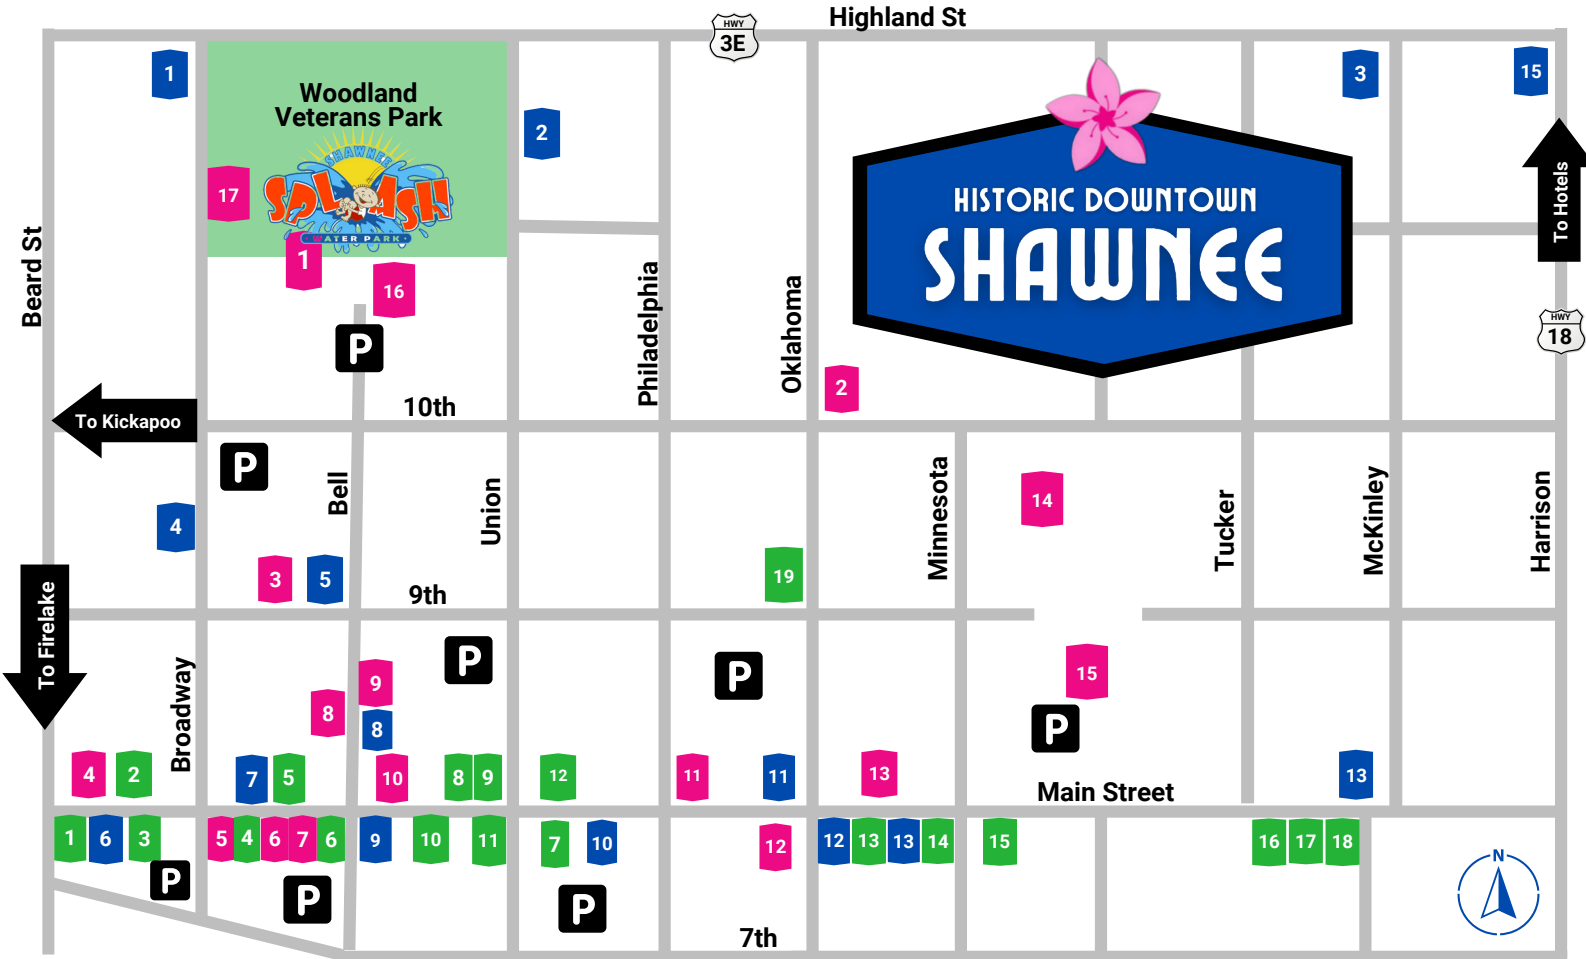 Highland St
HWY
3E
1
Woodland
Veterans Park
2
3
15
SHAWNEE
SPLASH
WATER PARK
17
1
16
HISTORIC DOWNTOWN
SHAWNEE
To Hotels
HWY
18
Beard St
Philadelphia
Oklahoma
P
2
10th
To Kickapoo
P
Bell
Union
Minnesota
14
Tucker
McKinley
Harrison
4
3
5
9th
19
To Firelake
Broadway
P
P
9
8
8
15
P
4
2
7
5
10
8
9
12
11
11
13
Main Street
13
1
6
3
5
4
6
7
6
9
10
11
7
10
12
12
13
13
14
15
16
17
18
P
P
P
7th
N